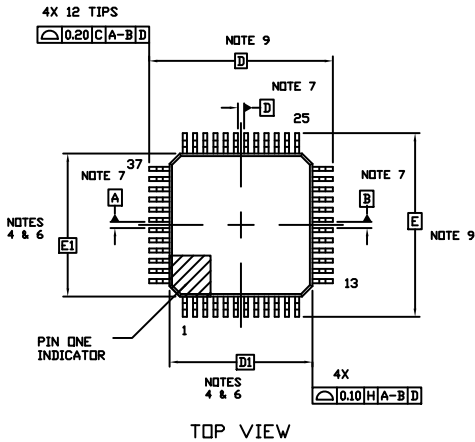 4X 12 TIPS
0.20 C A-B D
NOTE 9
D
NOTE 7
D
25
37
NOTE 7
A
NOTE 7
B
NOTES
4 & 6
E1
E
NOTE 9
13
PIN ONE
INDICATOR
1
D1
NOTES
4 & 6
4X
0.10 H A-B D
TOP VIEW